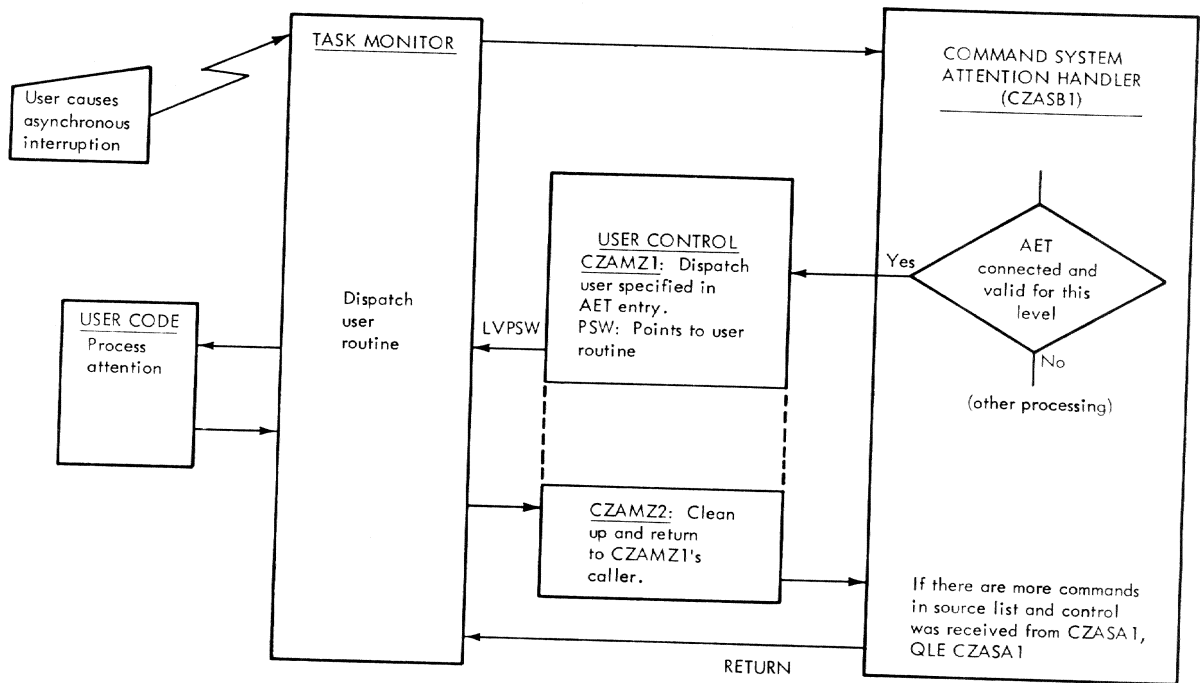 TASK MONITOR
COMMAND SYSTEM
ATTENTION HANDLER
(CZASB1)
User causes
asynchronous
interruption
USER CONTROL
CZAMZ1: Dispatch
user specified in
AET entry.
PSW: Points to user
routine
Yes
AET
connected and
valid for this
level
No
(other processing)
USER CODE
Process
attention
Dispatch
user
routine
LVPSW
CZAMZ2: Clean
up and return
to CZAMZ1's
caller.
If there are more commands
in source list and control
was received from CZASA1,
QLE CZASA1
RETURN